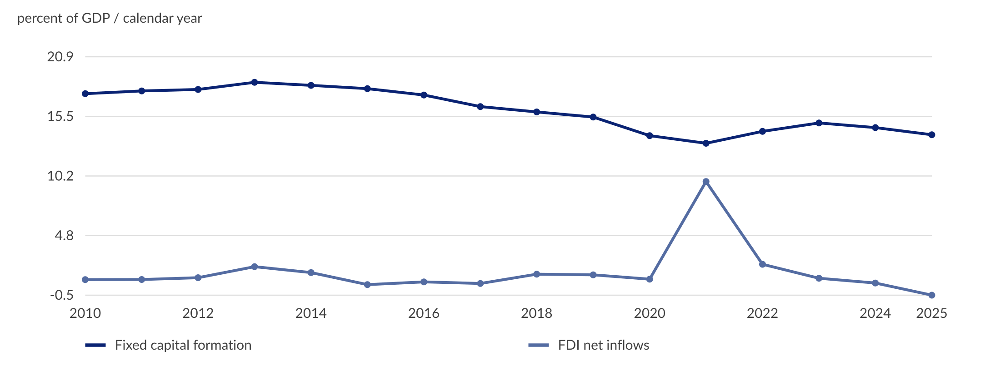 percent of GDP / calendar year
20.9
15.5
10.2
4.8
-0.5
2010 2012 2014 2016 2018 2020 2022 2024 2025
Fixed capital formation FDI net inflows